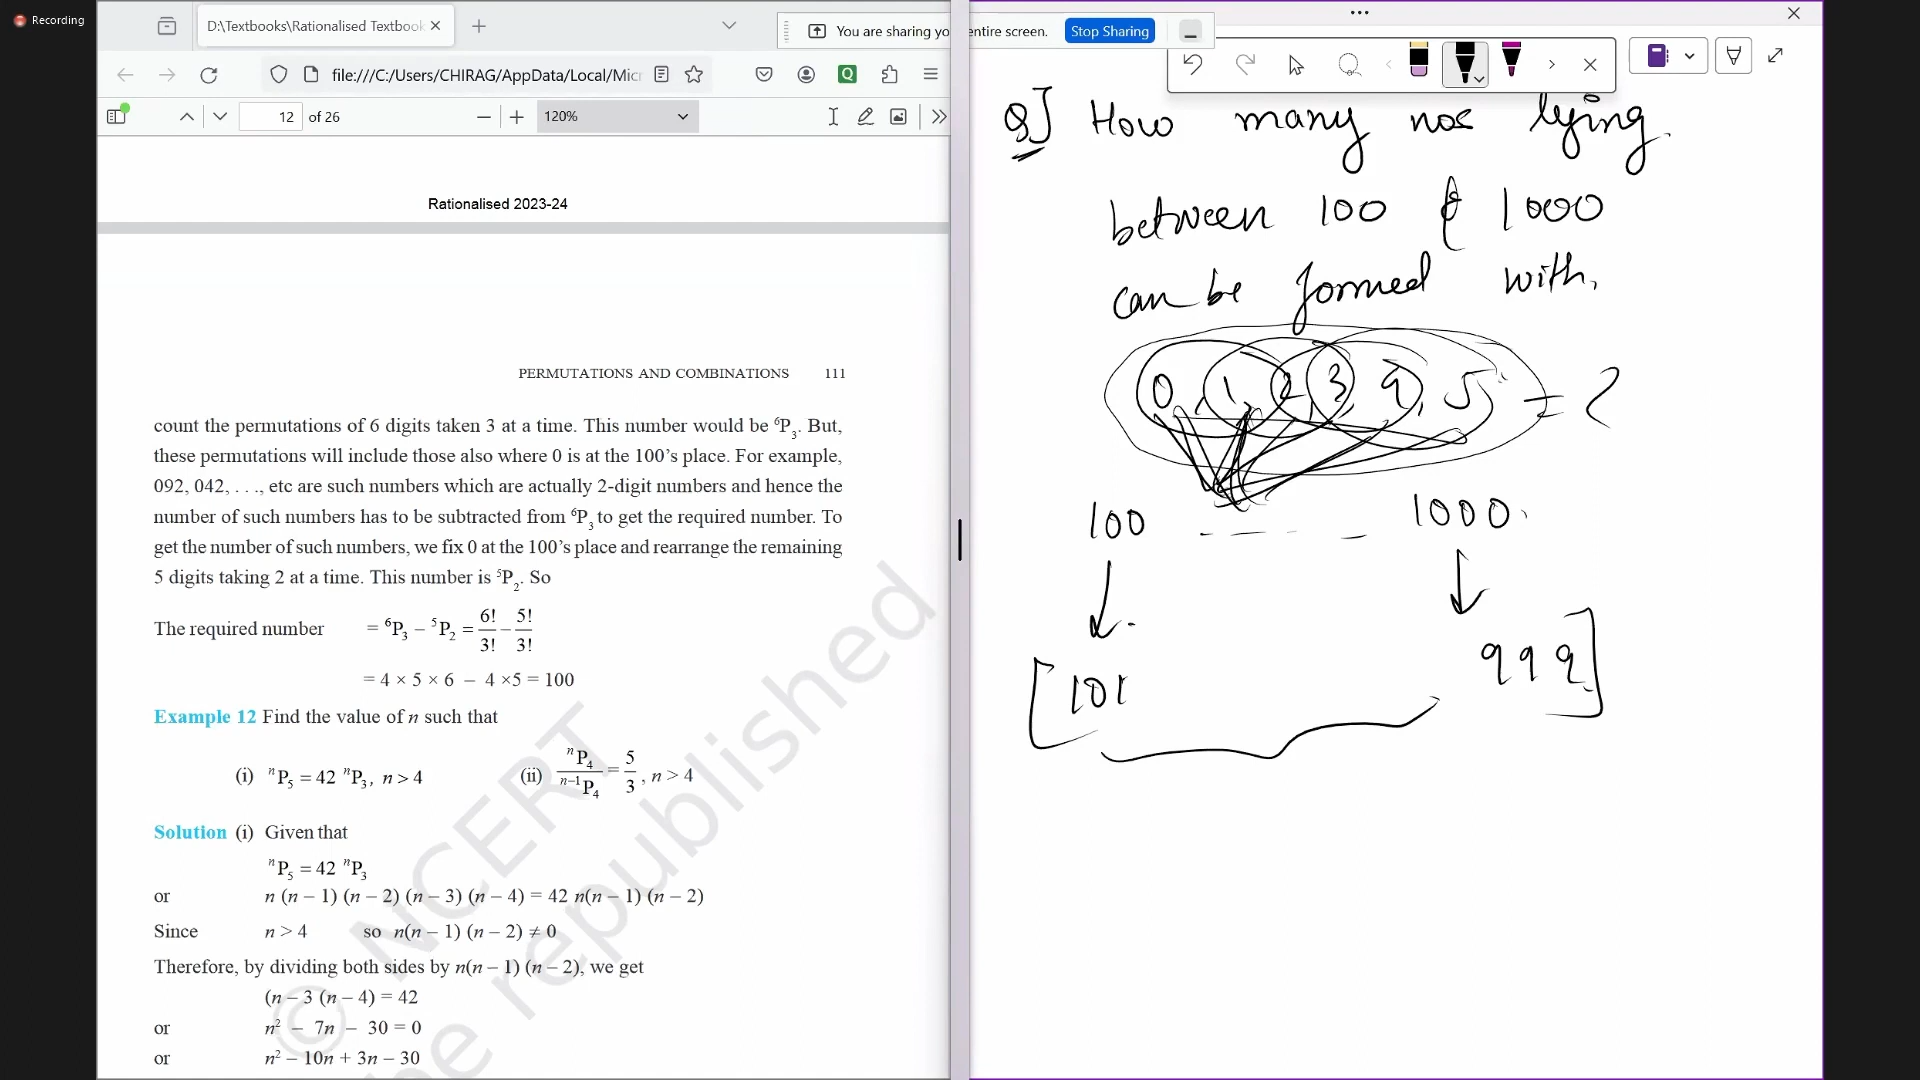 Recording
D:\Textbooks\Rationalised Textbook
You are sharing yo
entire screen.
Stop Sharing
file:///C:/Users/CHIRAG/AppData/Local/Micr
12 of 26
120%
Rationalised 2023-24
PERMUTATIONS AND COMBINATIONS 111
count the permutations of 6 digits taken 3 at a time. This number would be ⁶P₃. But,
these permutations will include those also where 0 is at the 100’s place. For example,
092, 042, . . ., etc are such numbers which are actually 2-digit numbers and hence the
number of such numbers has to be subtracted from ⁶P₃ to get the required number. To
get the number of such numbers, we fix 0 at the 100’s place and rearrange the remaining
5 digits taking 2 at a time. This number is ⁵P₂. So
The required number = ⁶P₃ – ⁵P₂ = 6!/3! – 5!/3!
= 4 × 5 × 6 – 4 ×5 = 100
Example 12 Find the value of n such that
(i) ⁿP₅ = 42 ⁿP₃, n > 4 (ii) ⁿP₄/ⁿ⁻¹P₄ = 5/3, n > 4
Solution (i) Given that
ⁿP₅ = 42 ⁿP₃
or n (n – 1) (n – 2) (n – 3) (n – 4) = 42 n(n – 1) (n – 2)
Since n > 4 so n(n – 1) (n – 2) ≠ 0
Therefore, by dividing both sides by n(n – 1) (n – 2), we get
(n – 3 (n – 4) = 42
or n² – 7n – 30 = 0
or n² – 10n + 3n – 30
© NCERT
be republished
Q] How many nos lying
between 100 & 1000
can be formed with
0, 1, 2, 3, 4, 5 =
100 ---- 1000
[101 999]